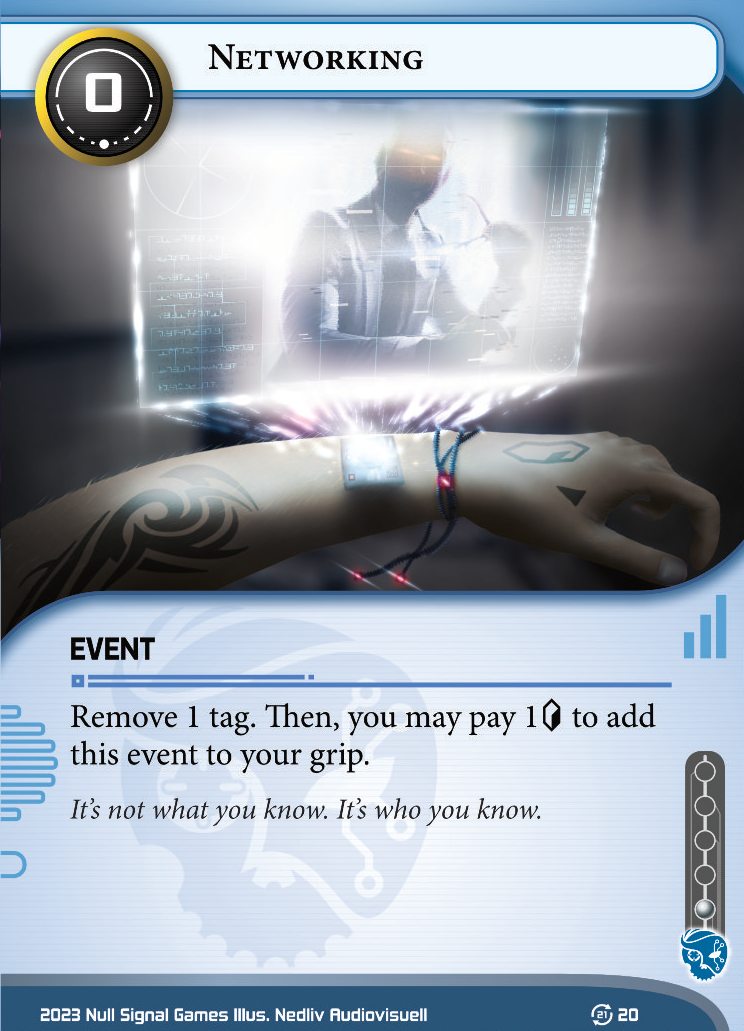 0
NETWORKING
EVENT
Remove 1 tag. Then, you may pay 1 to add
this event to your grip.
It’s not what you know. It’s who you know.
2023 Null Signal Games Illus. Nedliv Audiovisuell
21 20